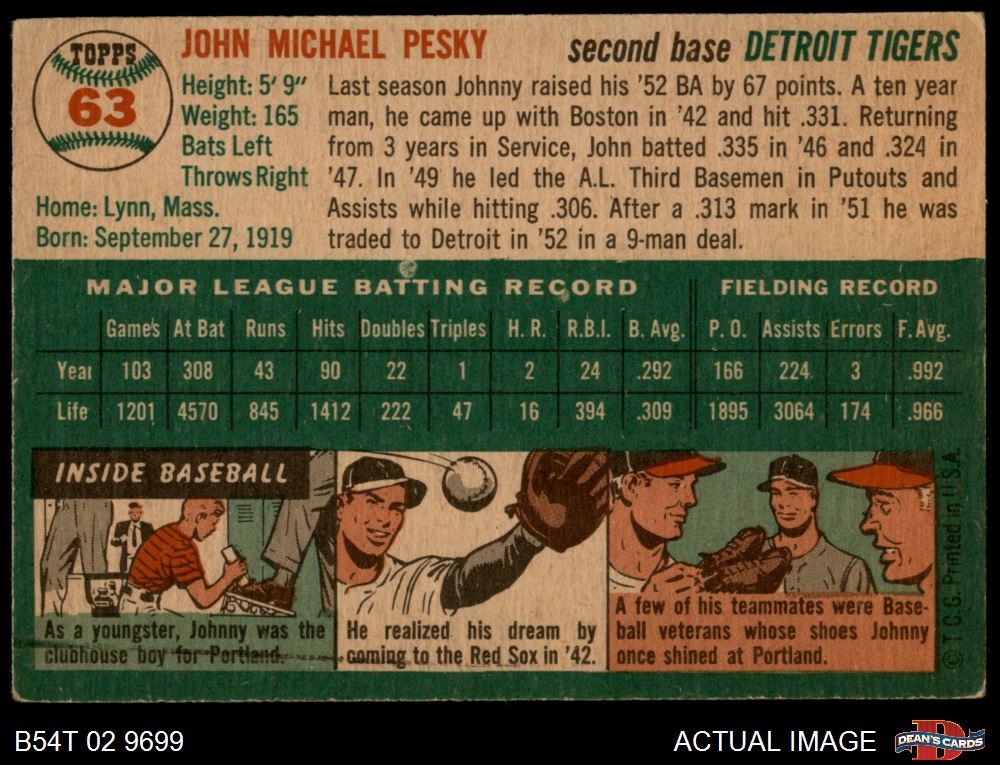 TOPPS
63
JOHN MICHAEL PESKY
second base DETROIT TIGERS
Height: 5' 9"
Weight: 165
Bats Left
Throws Right
Home: Lynn, Mass.
Born: September 27, 1919
Last season Johnny raised his '52 BA by 67 points. A ten year
man, he came up with Boston in '42 and hit .331. Returning
from 3 years in Service, John batted .335 in '46 and .324 in
'47. In '49 he led the A.L. Third Basemen in Putouts and
Assists while hitting .306. After a .313 mark in '51 he was
traded to Detroit in '52 in a 9-man deal.
MAJOR LEAGUE BATTING RECORD FIELDING RECORD
Games At Bat Runs Hits Doubles Triples H. R. R.B.I. B. Avg. P. O. Assists Errors F. Avg.
Year 103 308 43 90 22 1 2 24 .292 166 224 3 .992
Life 1201 4570 845 1412 222 47 16 394 .309 1895 3064 174 .966
INSIDE BASEBALL
As a youngster, Johnny was the
clubhouse boy for Portland.
He realized his dream by
coming to the Red Sox in '42.
A few of his teammates were Base-
ball veterans whose shoes Johnny
once shined at Portland.
© T.C.G. Printed in U.S.A.
B54T 02 9699
ACTUAL IMAGE
DEAN'S CARDS